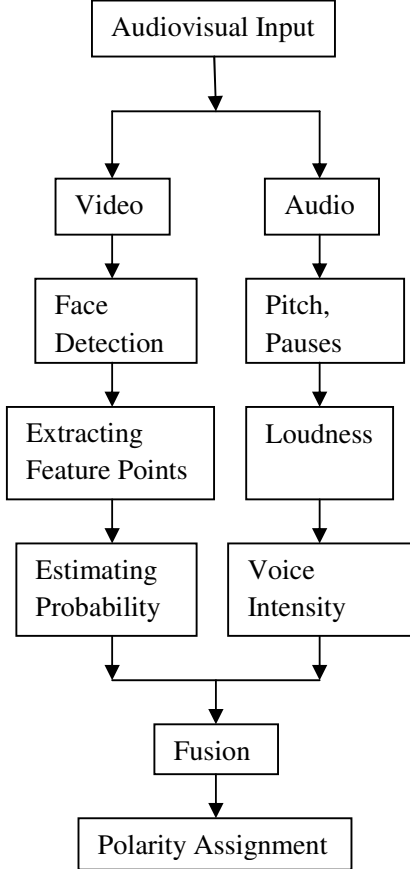 Audiovisual Input
Video
Audio
Face
Detection
Pitch,
Pauses
Extracting
Feature Points
Loudness
Estimating
Probability
Voice
Intensity
Fusion
Polarity Assignment